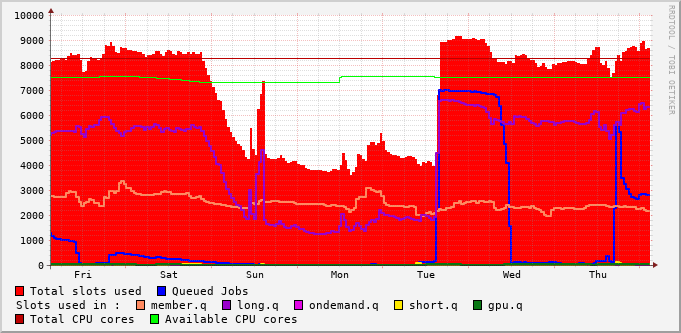 RRDTOOL / TOBI OETIKER
10000
9000
8000
7000
6000
5000
4000
3000
2000
1000
0
Fri Sat Sun Mon Tue Wed Thu
Total slots used Queued Jobs
Slots used in : member.q long.q ondemand.q short.q gpu.q
Total CPU cores Available CPU cores